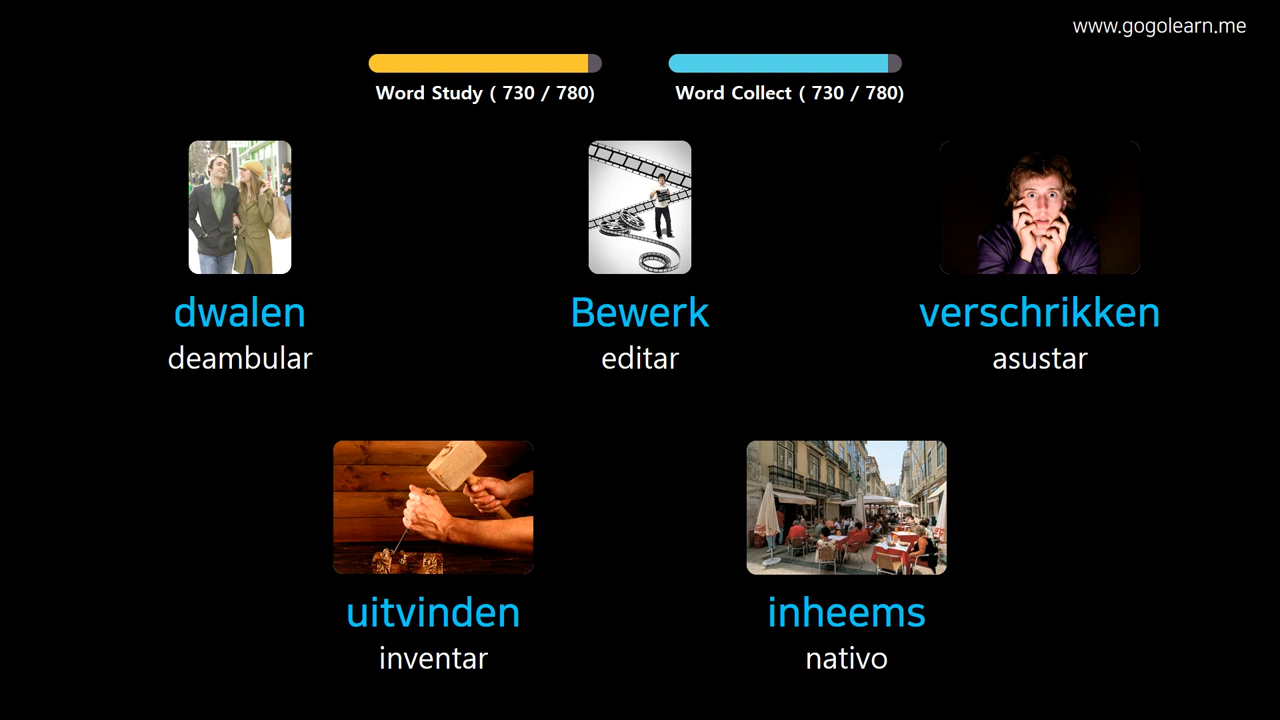 www.gogolearn.me
Word Study ( 730 / 780)
Word Collect ( 730 / 780)
dwalen
deambular
Bewerk
editar
verschrikken
asustar
uitvinden
inventar
inheems
nativo